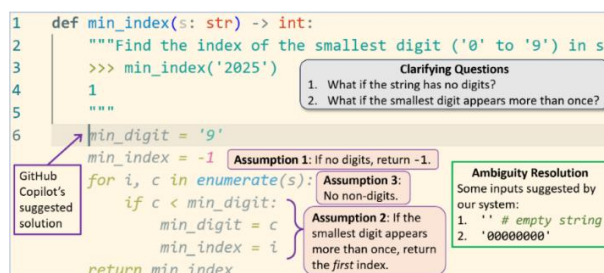 1 def min_index(s: str) -> int:
2 """Find the index of the smallest digit ('0' to '9') in s
3 >>> min_index('2025')
4 1
5 """
Clarifying Questions
1. What if the string has no digits?
2. What if the smallest digit appears more than once?
6 min_digit = '9'
min_index = -1
for i, c in enumerate(s):
if c < min_digit:
min_digit = c
min_index = i
return min_index
GitHub
Copilot's
suggested
solution
Assumption 1: If no digits, return -1.
Assumption 3:
No non-digits.
Assumption 2: If the
smallest digit appears
more than once, return
the first index.
Ambiguity Resolution
Some inputs suggested by
our system:
1. '' # empty string
2. '00000000'